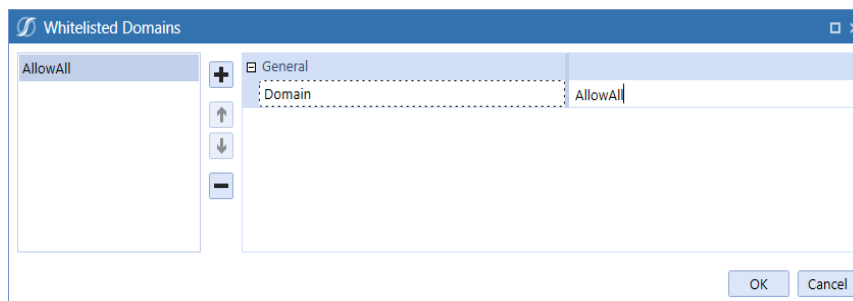 Whitelisted Domains
AllowAll
General
Domain AllowAll
OK Cancel